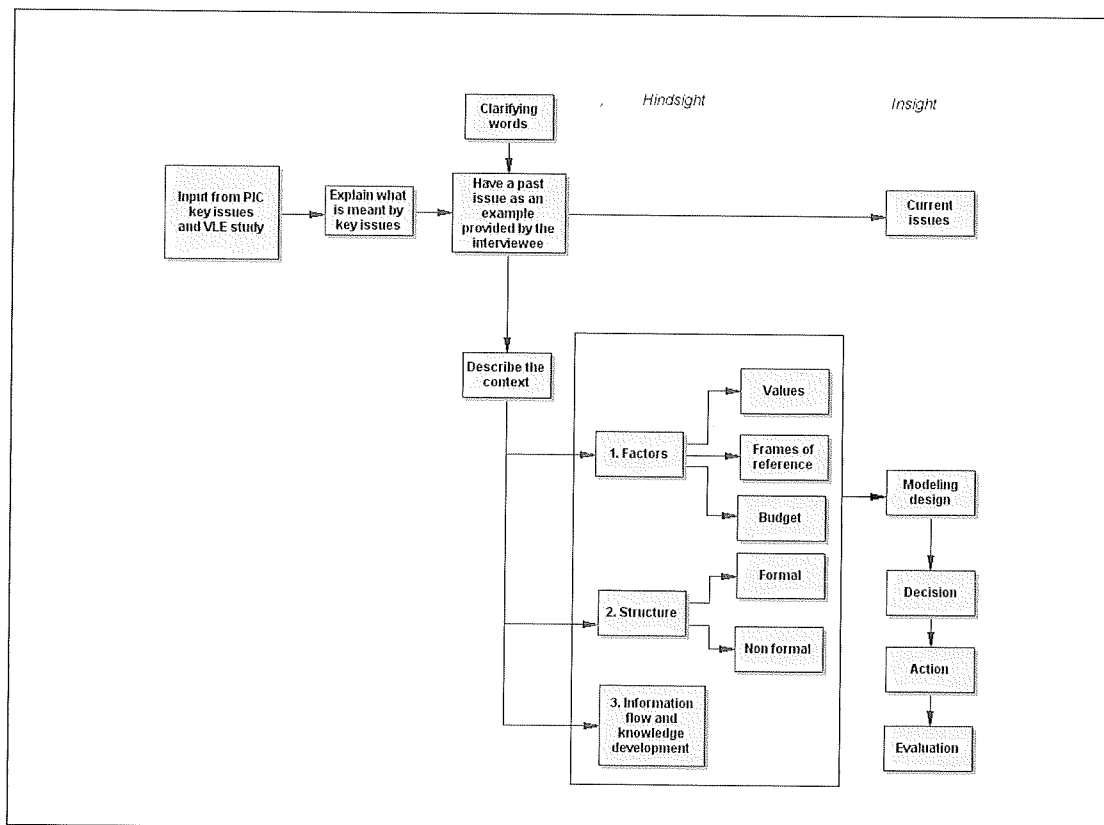 Hindsight
Insight
Clarifying
words
Input from PIC
key issues
and VLE study
Explain what
is meant by
key issues
Have a past
issue as an
example
provided by the
interviewee
Current
issues
Describe the
context
1. Factors
Values
Frames of
reference
Budget
2. Structure
Formal
Non formal
3. Information
flow and
knowledge
development
Modeling
design
Decision
Action
Evaluation